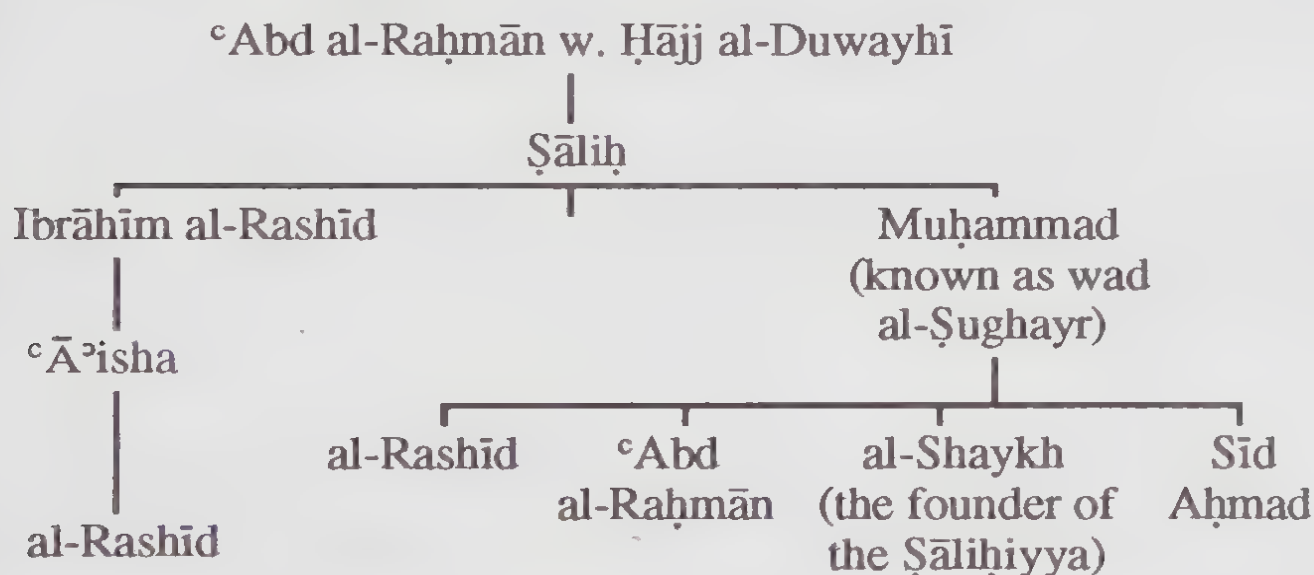 ᶜAbd al-Raḥmān w. Ḥājj al-Duwayhī
Ṣāliḥ
Ibrāhīm al-Rashīd
Muḥammad
(known as wad
al-Ṣughayr)
ᶜĀʾisha
al-Rashīd
al-Rashīd
ᶜAbd
al-Raḥmān
al-Shaykh
(the founder of
the Ṣāliḥiyya)
Sīd
Aḥmad